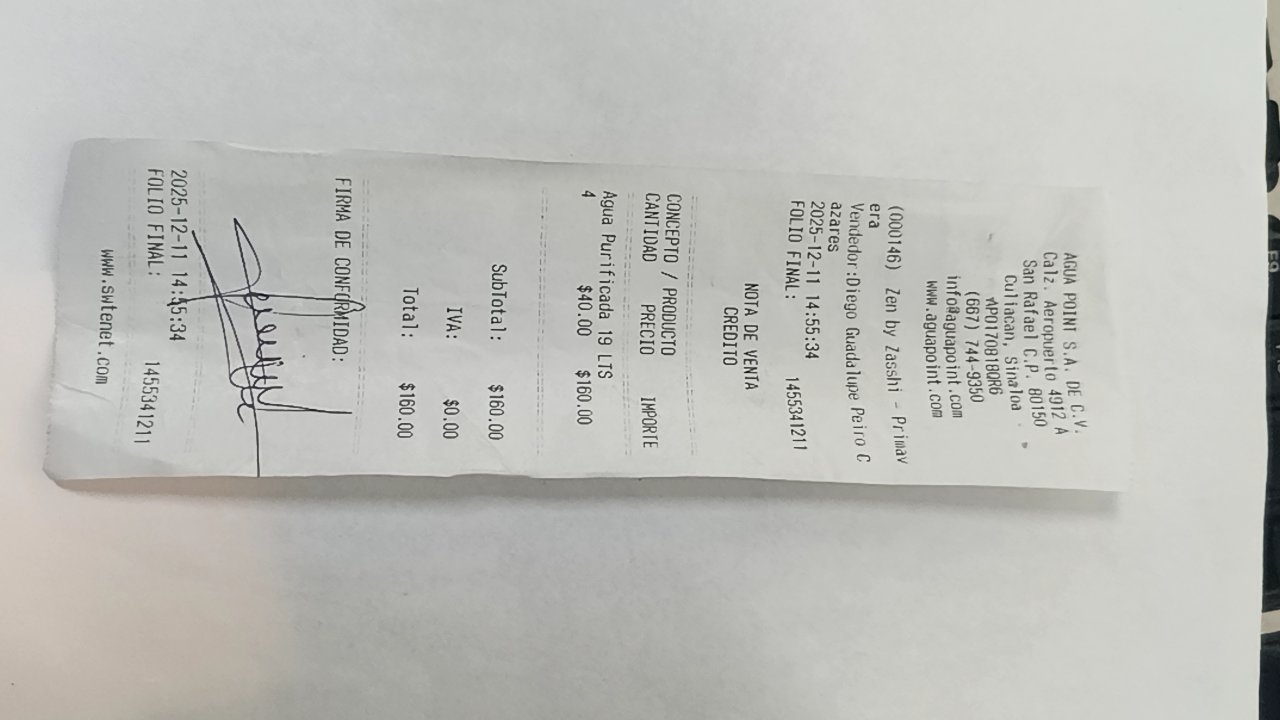 AGUA POINT S.A. DE C.V.
Calz. Aeropuerto 4912 A
San Rafael C.P. 80150
Culiacan, Sinaloa
APO170818QR6
(667) 744-9350
info@aguapoint.com
www.aguapoint.com
(000146) Zen by Zasshi - Primav
era
Vendedor:Diego Guadalupe Peiro C
azares
2025-12-11 14:55:34
FOLIO FINAL: 1455341211
NOTA DE VENTA
CREDITO
CONCEPTO / PRODUCTO
CANTIDAD PRECIO IMPORTE
Agua Purificada 19 LTS
4 $40.00 $160.00
SubTotal: $160.00
IVA: $0.00
Total: $160.00
FIRMA DE CONFORMIDAD:
2025-12-11 14:55:34
FOLIO FINAL: 1455341211
www.swtenet.com